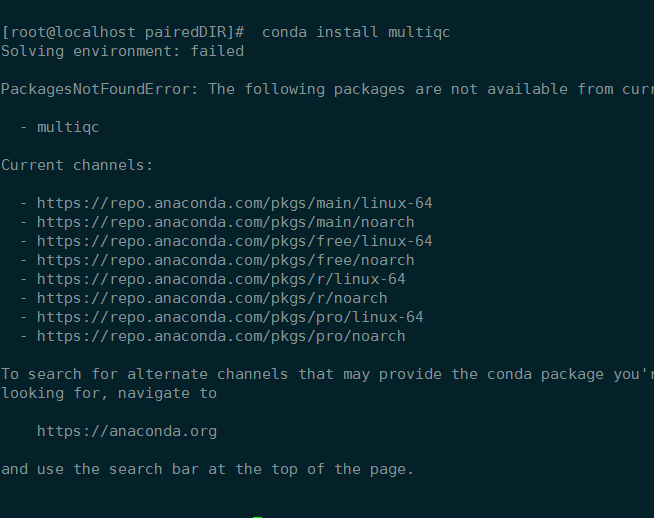 [root@localhost pairedDIR]#  conda install multiqc
Solving environment: failed
PackagesNotFoundError: The following packages are not available from
- multiqc
Current channels:
- https://repo.anaconda.com/pkgs/main/linux-64
- https://repo.anaconda.com/pkgs/main/noarch
- https://repo.anaconda.com/pkgs/free/linux-64
- https://repo.anaconda.com/pkgs/free/noarch
- https://repo.anaconda.com/pkgs/r/linux-64
- https://repo.anaconda.com/pkgs/r/noarch
- https://repo.anaconda.com/pkgs/pro/linux-64
- https://repo.anaconda.com/pkgs/pro/noarch
To search for alternate channels that may provide the conda package
looking for, navigate to
https://anaconda.org
and use the search bar at the top of the page.